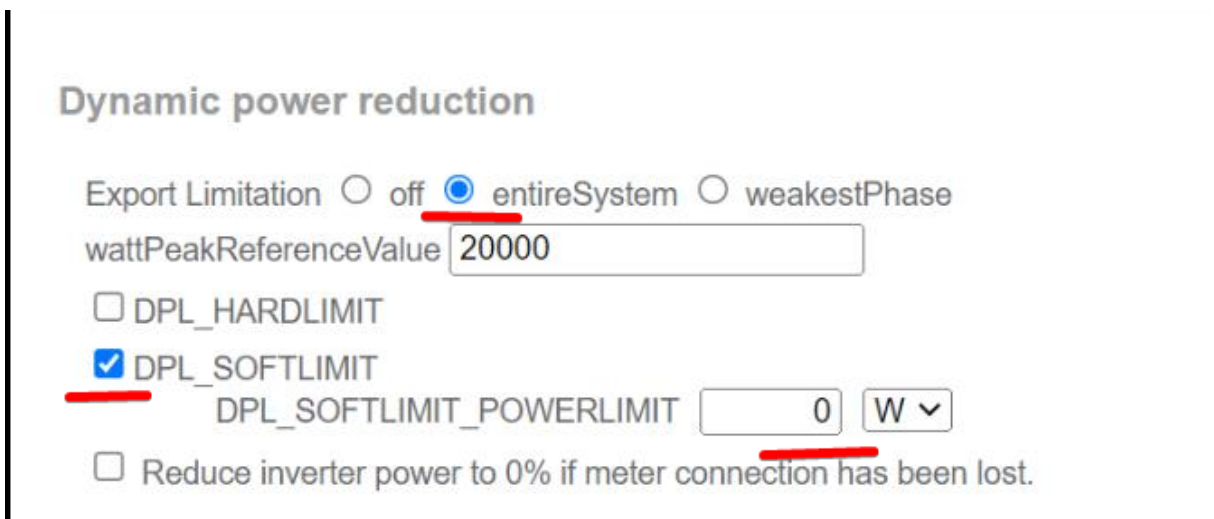 Dynamic power reduction
Export Limitation off entireSystem weakestPhase
wattPeakReferenceValue 20000
DPL_HARDLIMIT
DPL_SOFTLIMIT
DPL_SOFTLIMIT_POWERLIMIT 0 W
Reduce inverter power to 0% if meter connection has been lost.